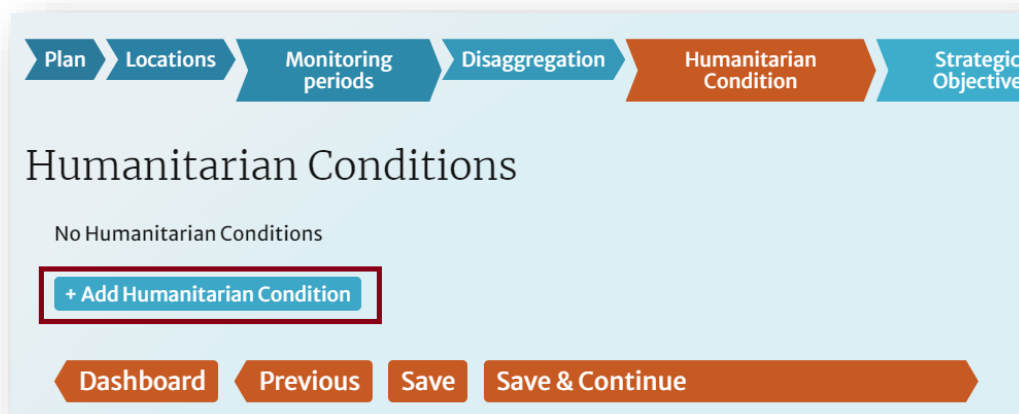 Plan
Locations
Monitoring
periods
Disaggregation
Humanitarian
Condition
Strategic
Objective
Humanitarian Conditions
No Humanitarian Conditions
+ Add Humanitarian Condition
Dashboard
Previous
Save
Save & Continue